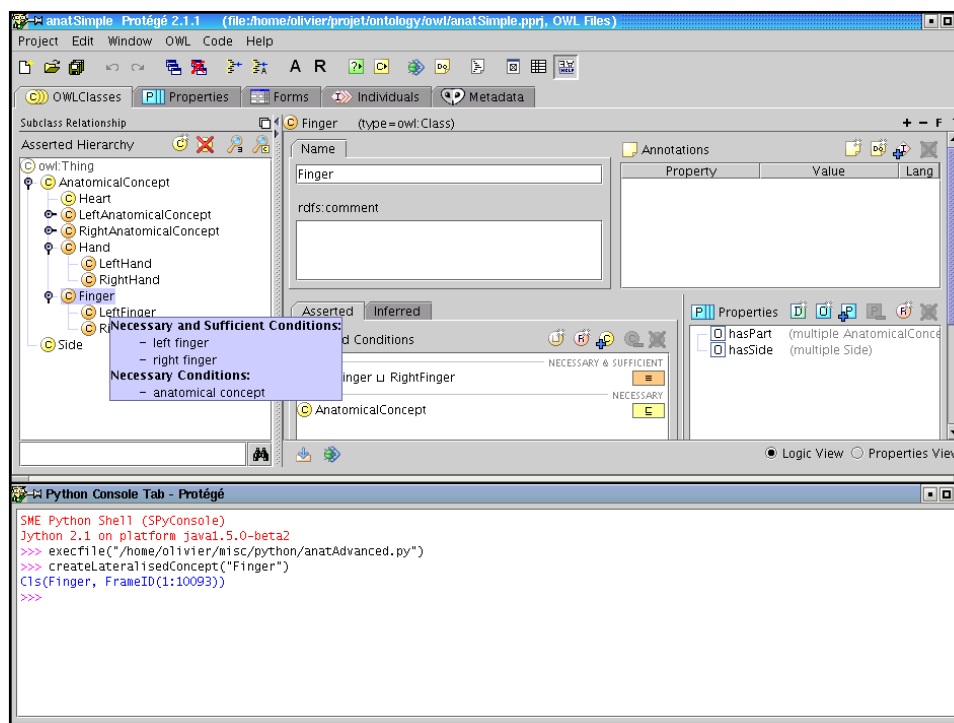 anatSimple Protégé 2.1.1 (file:/home/olivier/projet/ontology/owl/anatSimple.pprj, OWL Files)
Project Edit Window OWL Code Help
OWLClasses Properties Forms Individuals Metadata
Subclass Relationship
Finger (type=owl:Class)
+ − F
Asserted Hierarchy
Name
Annotations
owl:Thing
Property Value Lang
AnatomicalConcept
Finger
Heart
LeftAnatomicalConcept
rdfs:comment
RightAnatomicalConcept
Hand
LeftHand
RightHand
Finger
LeftFinger
Side
Necessary and Sufficient Conditions:
– left finger
– right finger
Necessary Conditions:
– anatomical concept
Asserted Inferred
Conditions
NECESSARY & SUFFICIENT
inger ⊔ RightFinger
≡
NECESSARY
AnatomicalConcept
⊑
Properties
hasPart (multiple AnatomicalConce
hasSide (multiple Side)
Logic View Properties View
Python Console Tab - Protégé
SME Python Shell (SPyConsole)
Jython 2.1 on platform java1.5.0-beta2
>>> execfile("/home/olivier/misc/python/anatAdvanced.py")
>>> createLateralisedConcept("Finger")
Cls(Finger, FrameID(1:10093))
>>>